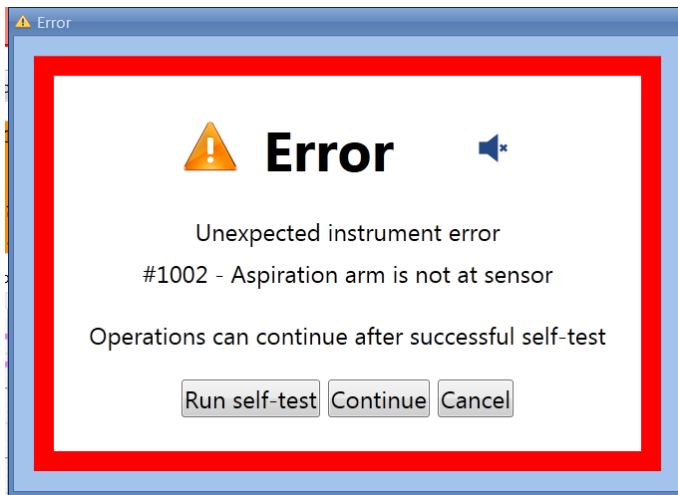 Error
Error
Unexpected instrument error
#1002 - Aspiration arm is not at sensor
Operations can continue after successful self-test
Run self-test Continue Cancel